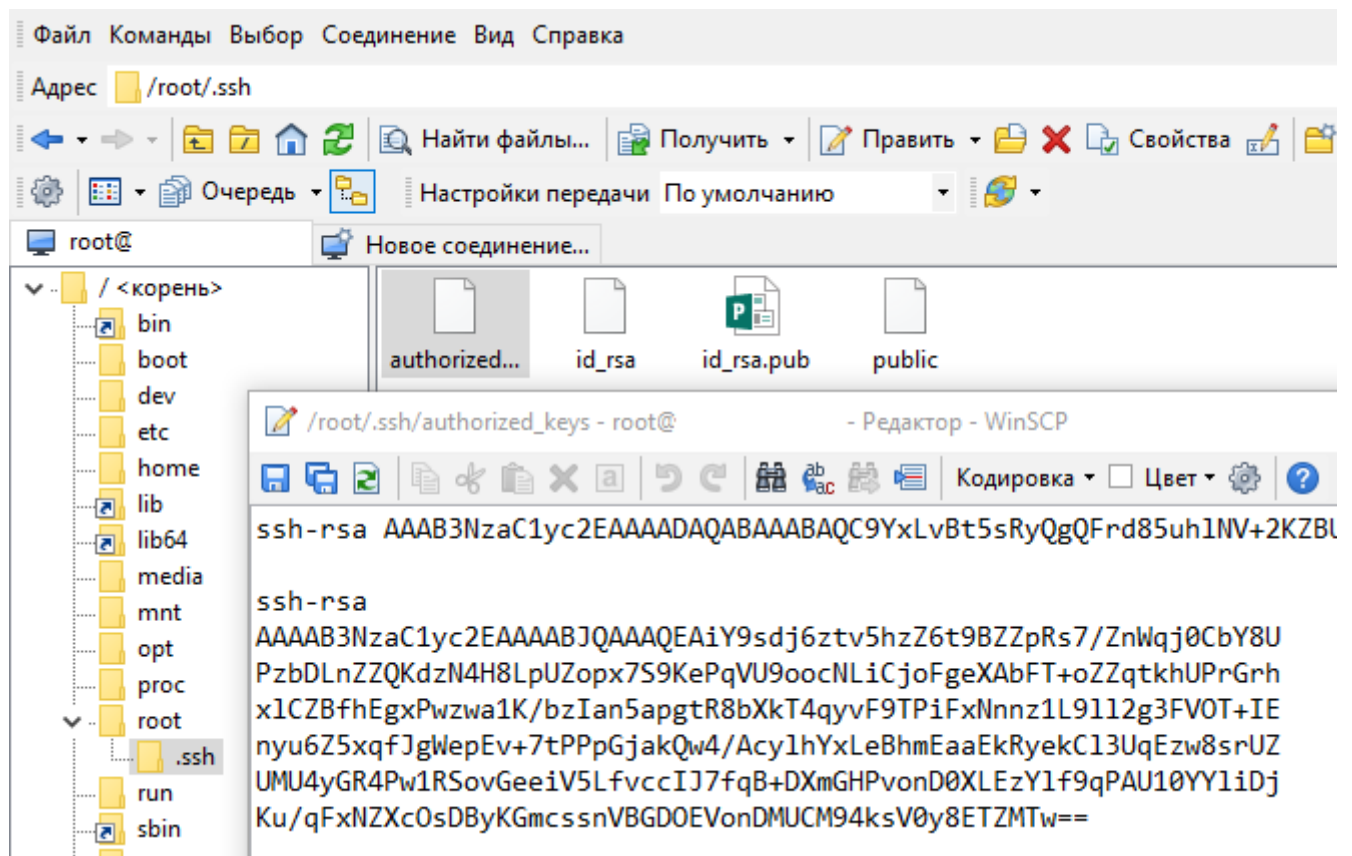 Файл Команды Выбор Соединение Вид Справка
Адрес /root/.ssh
Найти файлы... Получить Править Свойства
Очередь Настройки передачи По умолчанию
root@ Новое соединение...
/ <корень>
bin
boot
dev
etc
home
lib
lib64
media
mnt
opt
proc
root
.ssh
run
sbin
authorized... id_rsa id_rsa.pub public
/root/.ssh/authorized_keys - root@ - Редактор - WinSCP
Кодировка Цвет
ssh-rsa AAAB3NzaC1yc2EAAAADAQABAAABAQC9YxLvBt5sRyQgQFrd85uhlNV+2KZBU
ssh-rsa
AAAAB3NzaC1yc2EAAAABJQAAAQEAiY9sdj6ztv5hzZ6t9BZZpRs7/ZnWqj0CbY8U
PzbDLnZZQKdzN4H8LpUZopx7S9KePqVU9oocNLiCjoFgeXAbFT+oZZqtkhUPrGrh
xlCZBfhEgxPwzwa1K/bzIan5apgtR8bXkT4qyvF9TPiFxNnnz1L9ll2g3FVOT+IE
nyu6Z5xqfJgWepEv+7tPPpGjakQw4/AcylhYxLeBhmEaaEkRyekCl3UqEzw8srUZ
UMU4yGR4Pw1RSovGeeiV5LfvccIJ7fqB+DXmGHPvonD0XLEzYlf9qPAU10YYliDj
Ku/qFxNZXcOsDByKGmcssnVBGDOEVonDMUCM94ksV0y8ETZMTw==